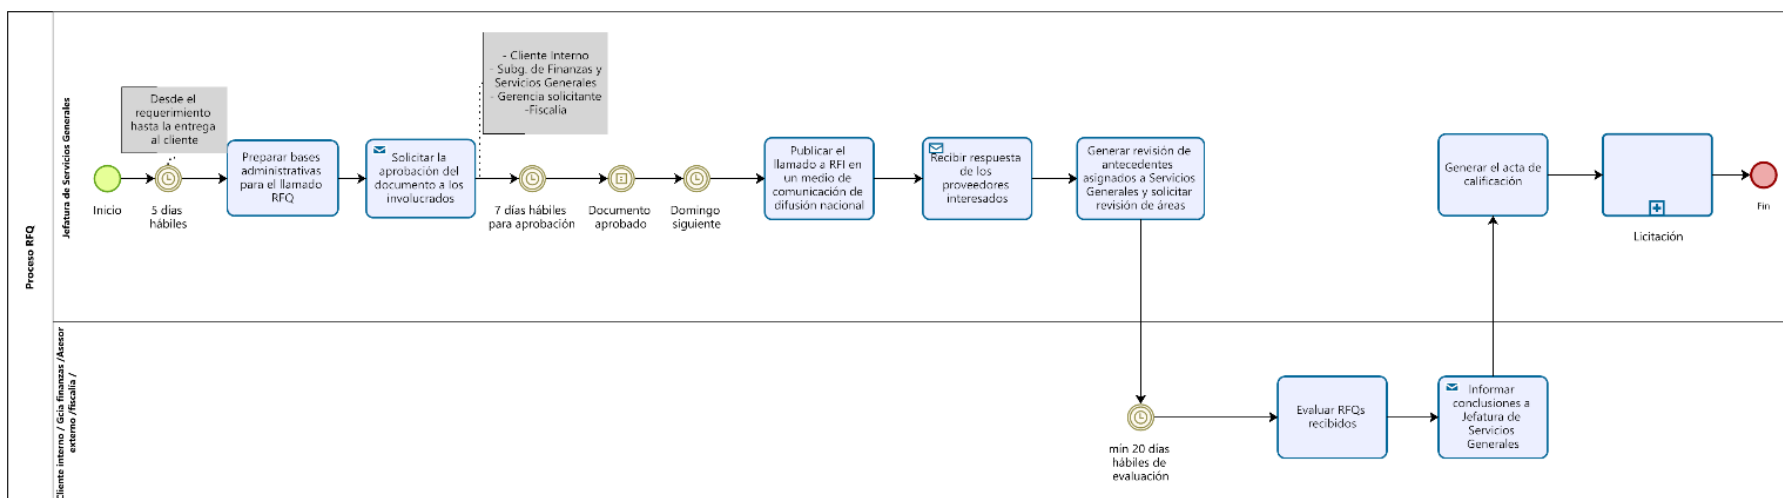 Proceso RFQ
Jefatura de Servicios Generales
Inicio
Desde el
requerimiento
hasta la entrega
al cliente
5 días
hábiles
Preparar bases
administrativas
para el llamado
RFQ
Solicitar la
aprobación del
documento a los
involucrados
- Cliente Interno
- Subg. de Finanzas y
Servicios Generales
- Gerencia solicitante
-Fiscalía
7 días hábiles
para aprobación
Documento
aprobado
Domingo
siguiente
Publicar el
llamado a RFI en
un medio de
comunicación de
difusión nacional
Recibir respuesta
de los
proveedores
interesados
Generar revisión de
antecedentes
asignados a Servicios
Generales y solicitar
revisión de áreas
Generar el acta de
calificación
Licitación
Fin
Cliente interno / Gcia finanzas /Asesor
externo /fiscalía /
min 20 días
hábiles de
evaluación
Evaluar RFQs
recibidos
Informar
conclusiones a
Jefatura de
Servicios
Generales